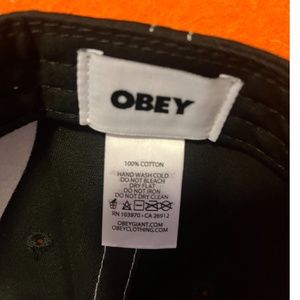 OBEY
100% COTTON
HAND WASH COLD
DO NOT BLEACH
DRY FLAT
DO NOT IRON
DO NOT DRY CLEAN
RN 103970 - CA 26912
OBEYGIANT.COM
OBEYCLOTHING.COM